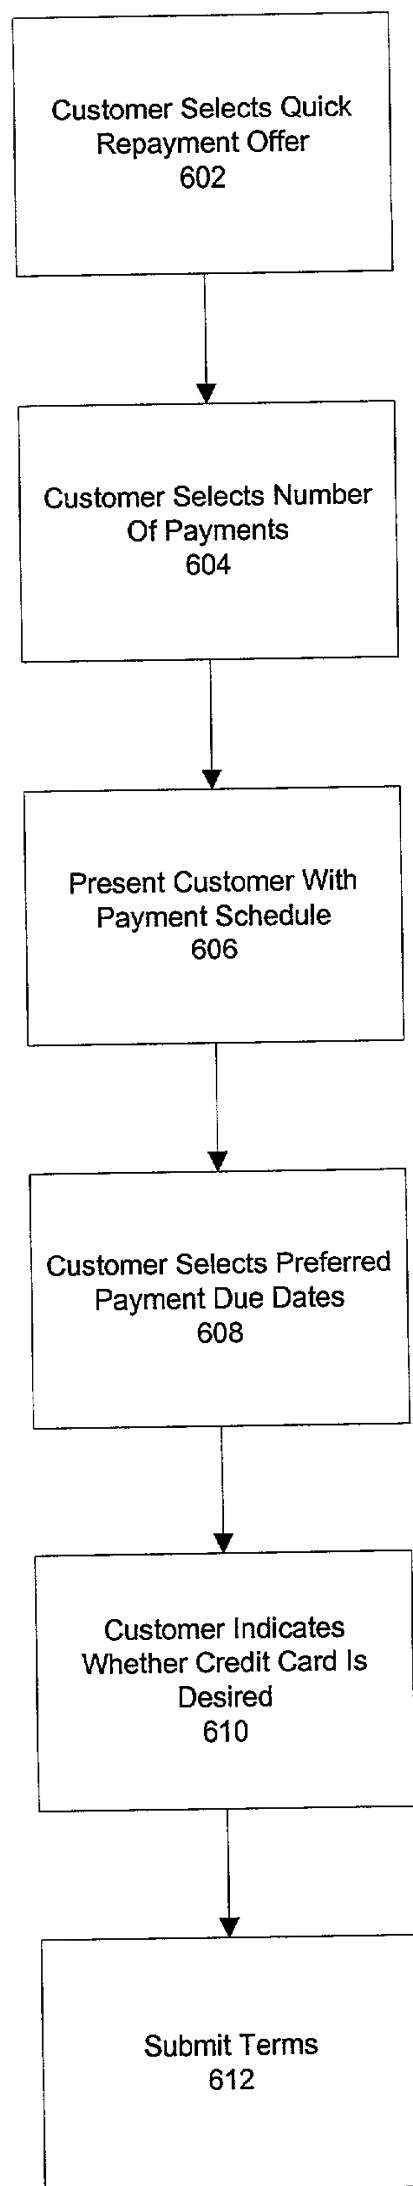 Customer Selects Quick
Repayment Offer
602
Customer Selects Number
Of Payments
604
Present Customer With
Payment Schedule
606
Customer Selects Preferred
Payment Due Dates
608
Customer Indicates
Whether Credit Card Is
Desired
610
Submit Terms
612